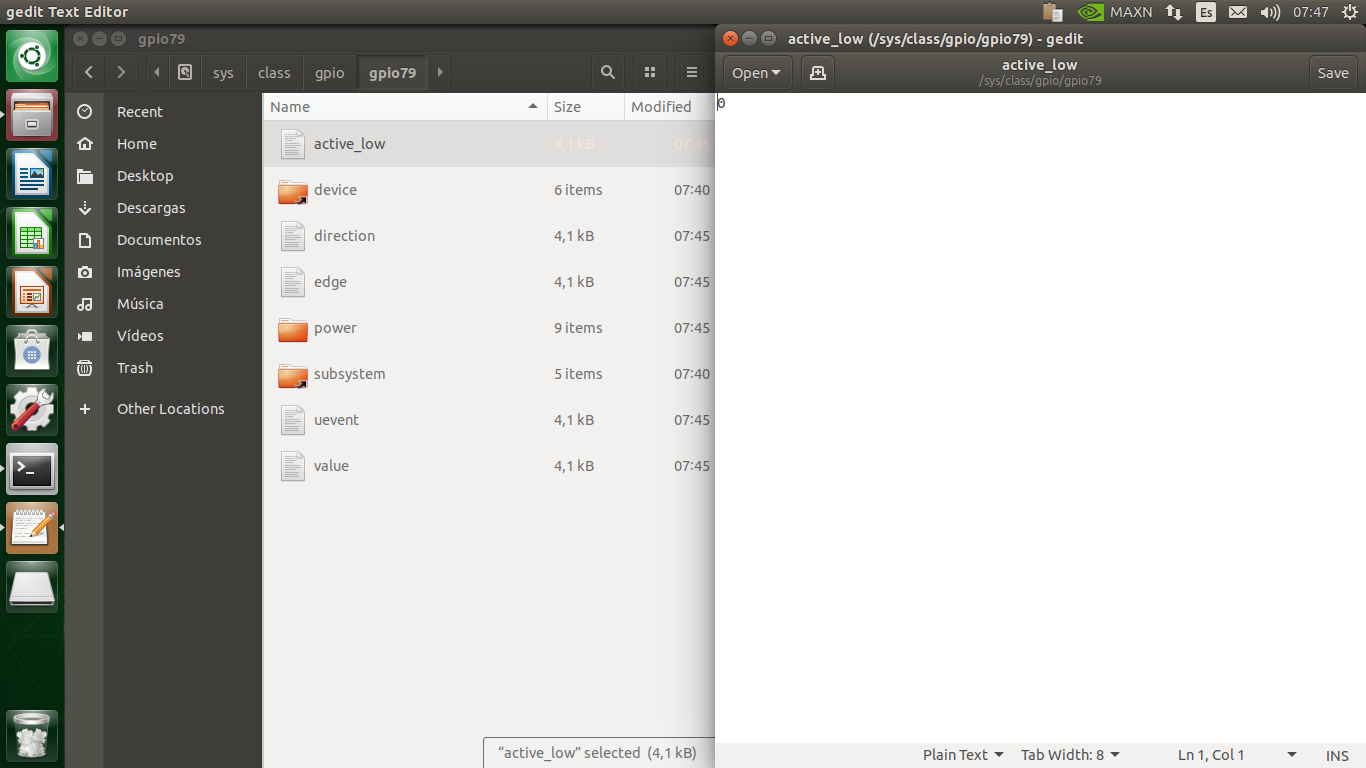 gedit Text Editor
MAXN
Es
07:47
gpio79
sys class gpio gpio79
Recent
Home
Desktop
Descargas
Documentos
Imágenes
Música
Vídeos
Trash
Other Locations
Name Size Modified
active_low 4,1 kB 07:45
device 6 items 07:40
direction 4,1 kB 07:45
edge 4,1 kB 07:45
power 9 items 07:45
subsystem 5 items 07:40
uevent 4,1 kB 07:45
value 4,1 kB 07:45
“active_low” selected (4,1 kB)
active_low (/sys/class/gpio/gpio79) - gedit
Open
active_low
/sys/class/gpio/gpio79
Save
0
Plain Text Tab Width: 8 Ln 1, Col 1 INS